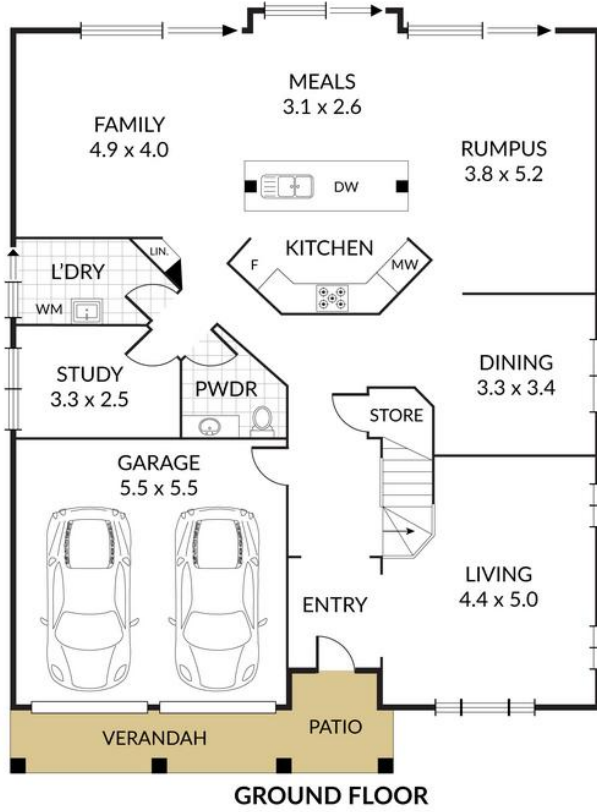 MEALS
3.1 x 2.6
FAMILY
4.9 x 4.0
RUMPUS
3.8 x 5.2
DW
KITCHEN
LIN.
F
MW
L'DRY
WM
STUDY
3.3 x 2.5
PWDR
DINING
3.3 x 3.4
STORE
GARAGE
5.5 x 5.5
LIVING
4.4 x 5.0
ENTRY
VERANDAH
PATIO
GROUND FLOOR